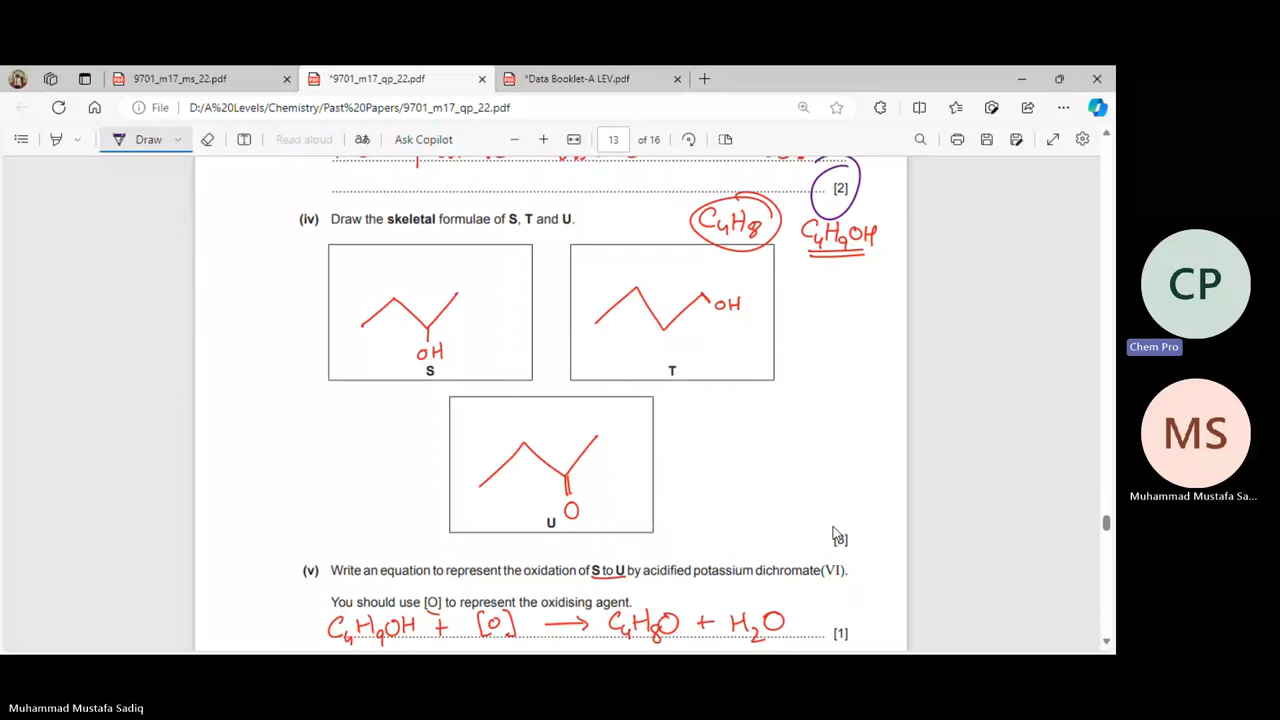 9701_m17_ms_22.pdf
*9701_m17_qp_22.pdf
*Data Booklet-A LEV.pdf
File
D:/A%20Levels/Chemistry/Past%20Papers/9701_m17_qp_22.pdf
Draw
Read aloud
Ask Copilot
13 of 16
[2]
(iv) Draw the skeletal formulae of S, T and U.
C4H8
C4H9OH
OH
S
OH
T
O
U
[3]
(v) Write an equation to represent the oxidation of S to U by acidified potassium dichromate(VI).
You should use [O] to represent the oxidising agent.
C4H9OH + [O] → C4H8O + H2O
[1]
CP
Chem Pro
MS
Muhammad Mustafa Sa...
Muhammad Mustafa Sadiq